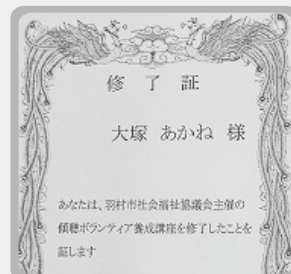 修了証
大塚 あかね 様
あなたは、羽村市社会福祉協議会主催の
傾聴ボランティア養成講座を修了したことを
証します